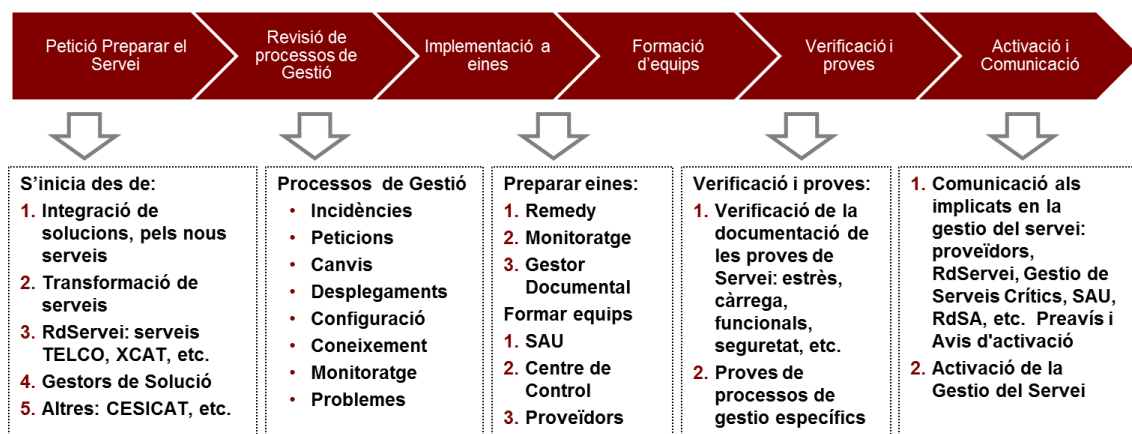 Petició Preparar el
Servei
Revisió de
processos de
Gestió
Implementació a
eines
Formació
d'equips
Verificació i
proves
Activació i
Comunicació
S'inicia des de:
1. Integració de
solucions, pels nous
serveis
2. Transformació de
serveis
3. RdServei: serveis
TELCO, XCAT, etc.
4. Gestors de Solució
5. Altres: CESICAT, etc.
Processos de Gestió
• Incidències
• Peticions
• Canvis
• Desplegaments
• Configuració
• Coneixement
• Monitoratge
• Problemes
Preparar eines:
1. Remedy
2. Monitoratge
3. Gestor
Documental
Formar equips
1. SAU
2. Centre de
Control
3. Proveïdors
Verificació i proves:
1. Verificació de la
documentació de
les proves de
Servei: estrès,
càrrega,
funcionals,
seguretat, etc.
2. Proves de
processos de
gestio específics
1. Comunicació als
implicats en la
gestio del servei:
proveïdors,
RdServei, Gestio de
Serveis Crítics, SAU,
RdSA, etc. Preavís i
Avis d'activació
2. Activació de la
Gestio del Servei